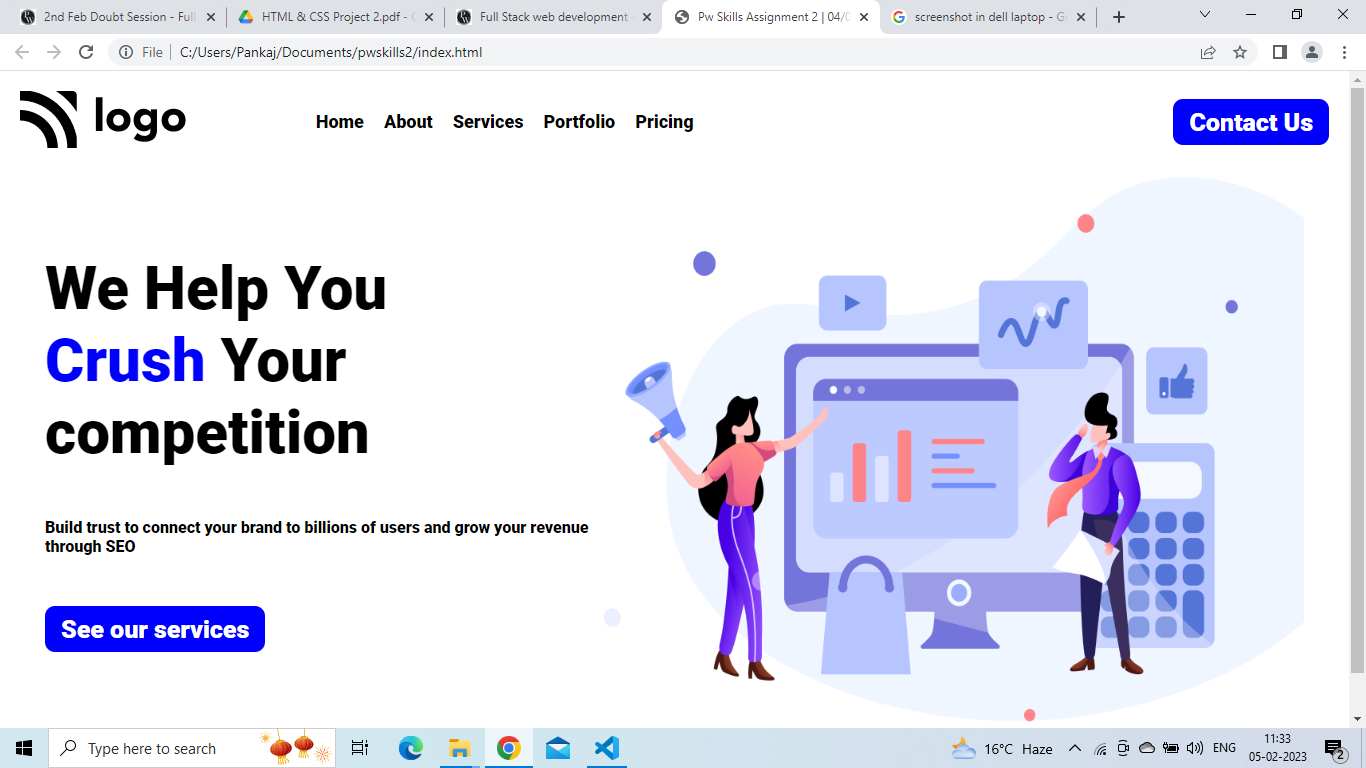 2nd Feb Doubt Session - Full
HTML & CSS Project 2.pdf - G
Full Stack web development -
Pw Skills Assignment 2 | 04/0
screenshot in dell laptop - Go
File
C:/Users/Pankaj/Documents/pwskills2/index.html
logo
Home About Services Portfolio Pricing
Contact Us
We Help You
Crush Your
competition
Build trust to connect your brand to billions of users and grow your revenue
through SEO
See our services
Type here to search
16°C Haze
ENG
11:33
05-02-2023
2